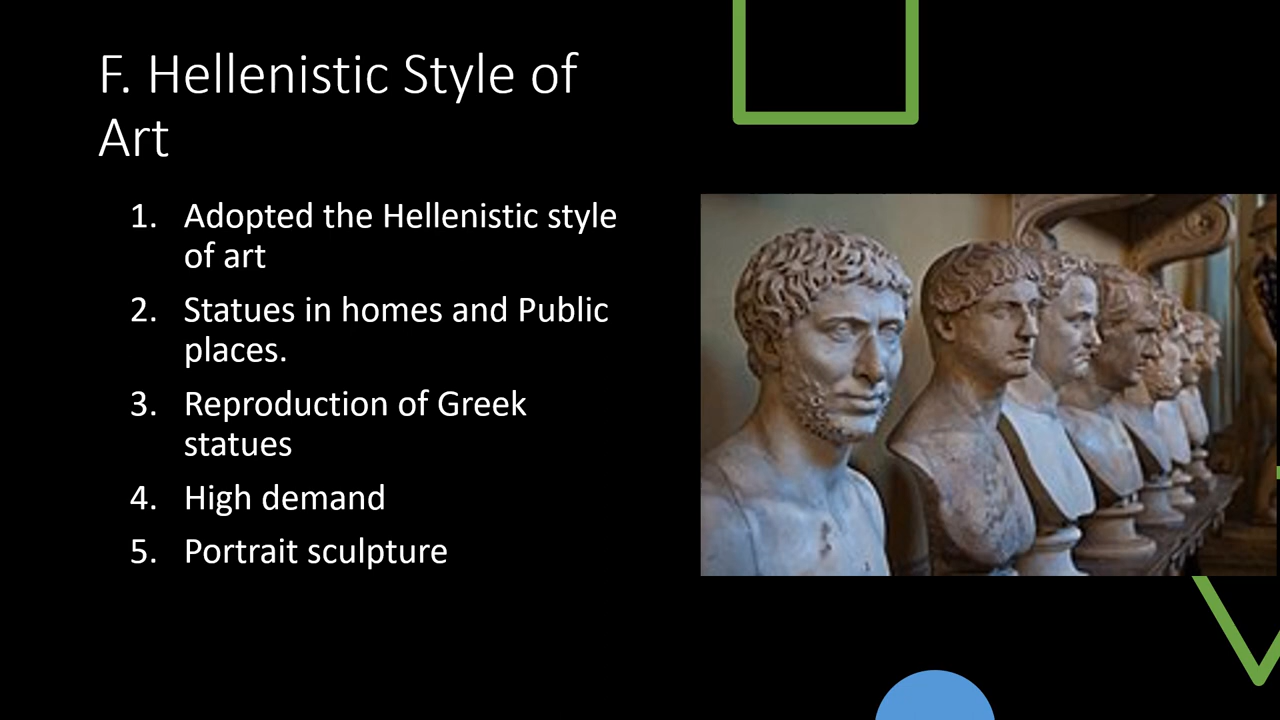 F. Hellenistic Style of
Art
1. Adopted the Hellenistic style
of art
2. Statues in homes and Public
places.
3. Reproduction of Greek
statues
4. High demand
5. Portrait sculpture